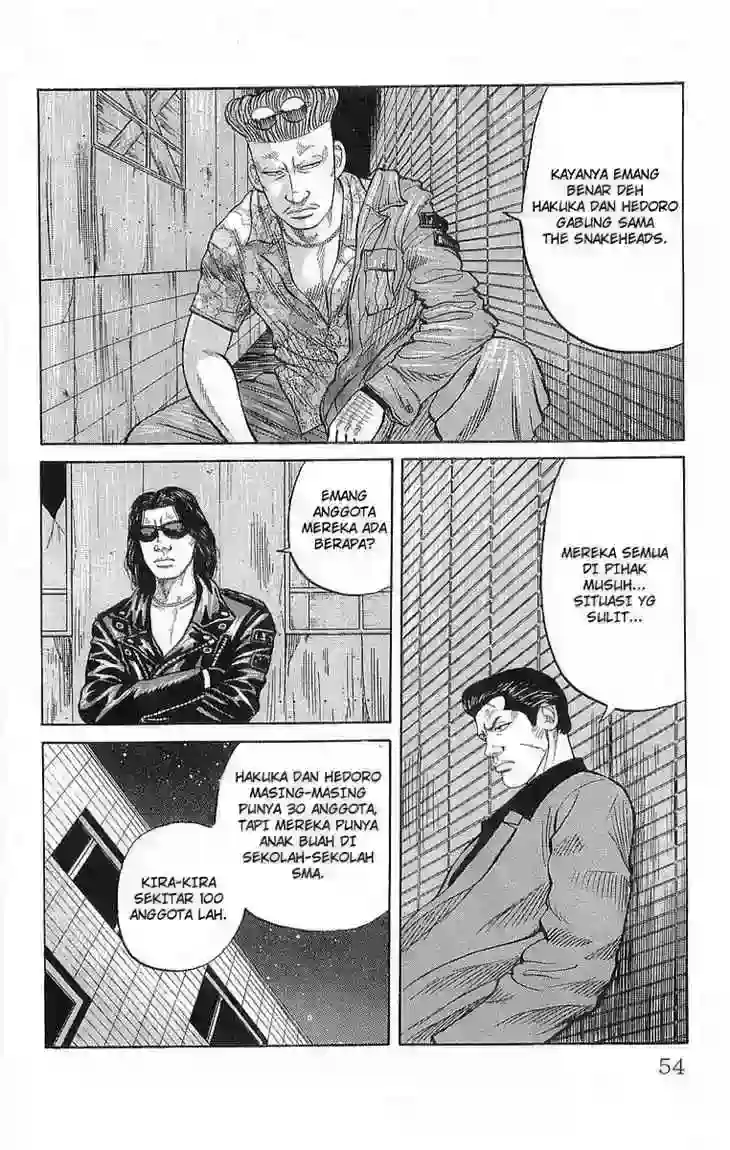 KAYANYA EMANG
BENAR DEH
HAKUKA DAN HEDORO
GABUNG SAMA
THE SNAKEHEADS.
MEREKA SEMUA
DI PIHAK
MUSUH...
SITUASI YG
SULIT...
EMANG
ANGGOTA
MEREKA ADA
BERAPA?
HAKUKA DAN HEDORO
MASING-MASING
PUNYA 30 ANGGOTA,
TAPI MEREKA PUNYA
ANAK BUAH DI
SEKOLAH-SEKOLAH
SMA.
KIRA-KIRA
SEKITAR 100
ANGGOTA LAH.
54